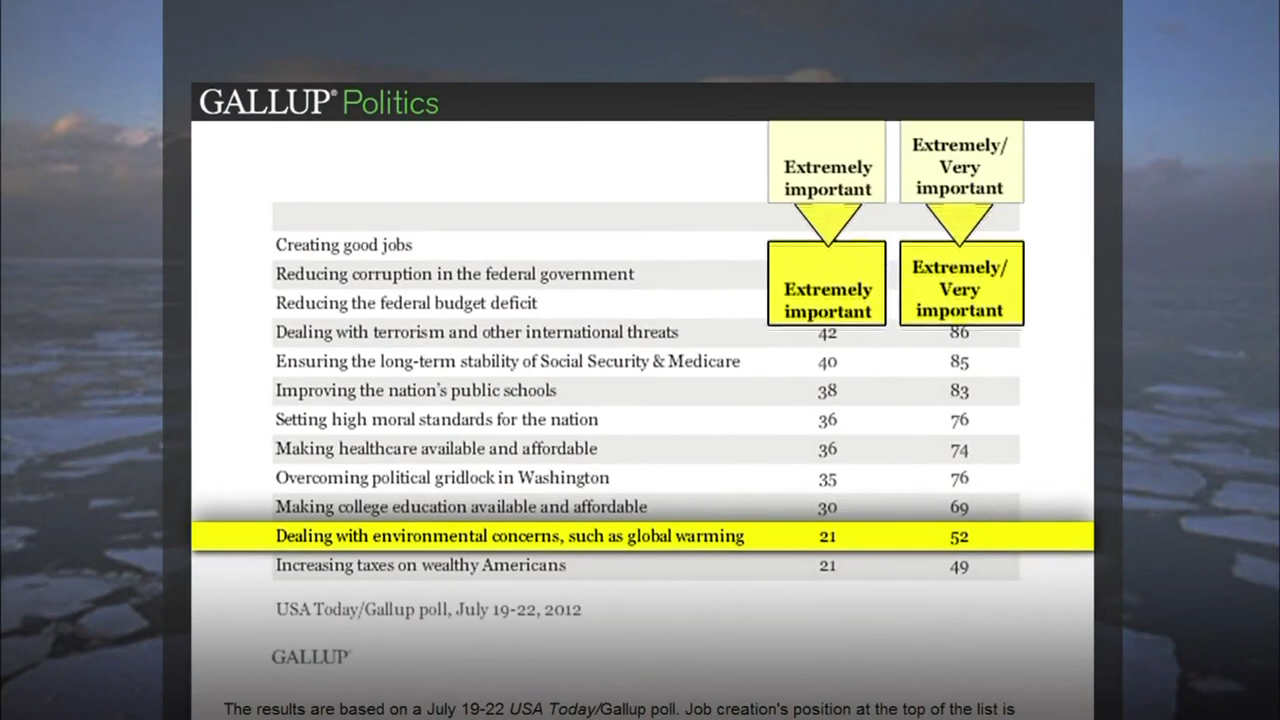 GALLUP® Politics
Extremely important
Extremely/ Very important
Extremely important
Extremely/ Very important
Creating good jobs
Reducing corruption in the federal government
Reducing the federal budget deficit
Dealing with terrorism and other international threats 42 86
Ensuring the long-term stability of Social Security & Medicare 40 85
Improving the nation's public schools 38 83
Setting high moral standards for the nation 36 76
Making healthcare available and affordable 36 74
Overcoming political gridlock in Washington 35 76
Making college education available and affordable 30 69
Dealing with environmental concerns, such as global warming 21 52
Increasing taxes on wealthy Americans 21 49
USA Today/Gallup poll, July 19-22, 2012
GALLUP®
The results are based on a July 19-22 USA Today/Gallup poll. Job creation's position at the top of the list is